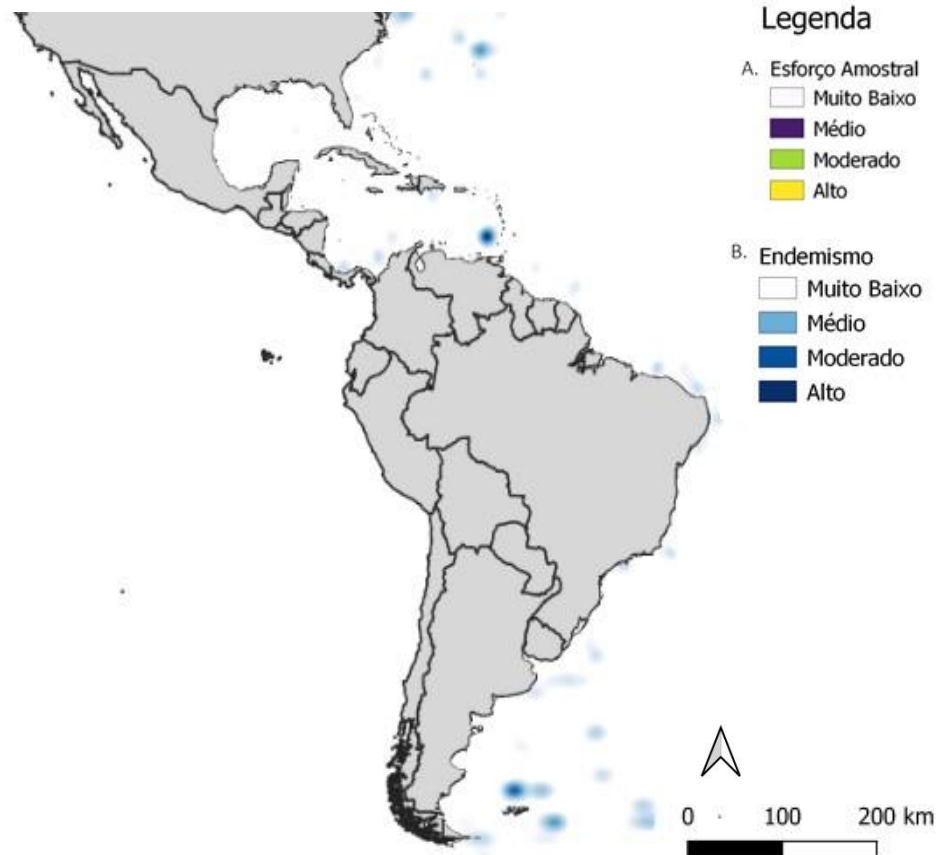 Legenda
A. Esforço Amostral
Muito Baixo
Médio
Moderado
Alto
B. Endemismo
Muito Baixo
Médio
Moderado
Alto
0 100 200 km